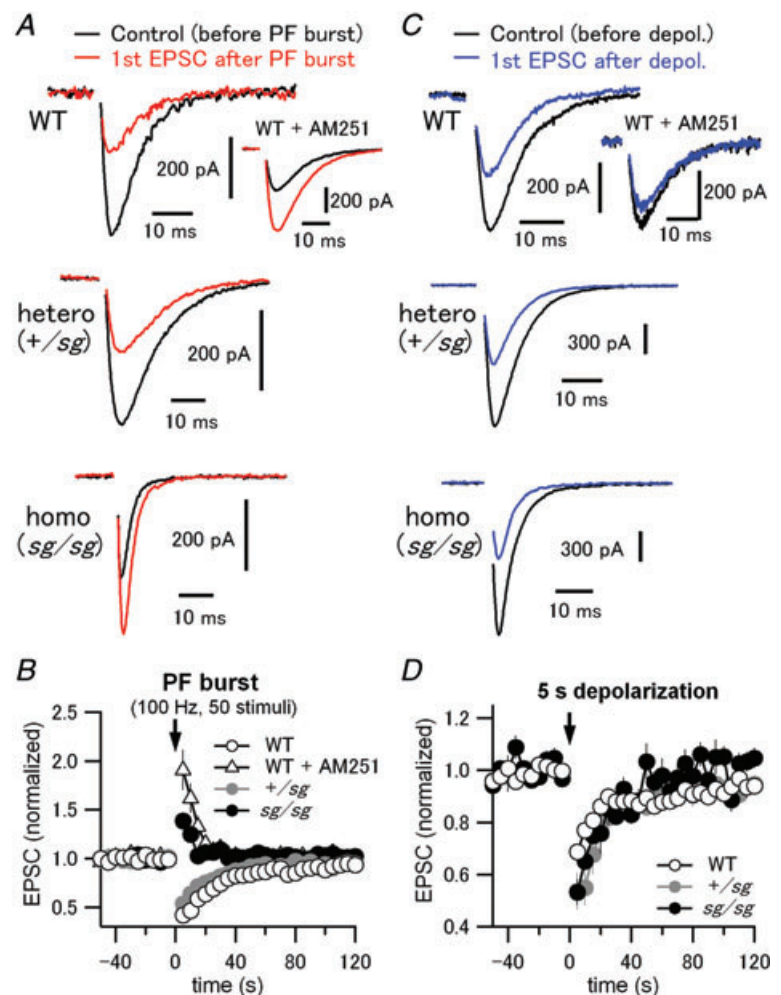 A
Control (before PF burst)
1st EPSC after PF burst
WT
WT + AM251
200 pA
10 ms
200 pA
10 ms
hetero
(+/sg)
200 pA
10 ms
homo
(sg/sg)
200 pA
10 ms
C
Control (before depol.)
1st EPSC after depol.
WT
WT + AM251
200 pA
10 ms
200 pA
10 ms
hetero
(+/sg)
300 pA
10 ms
homo
(sg/sg)
300 pA
10 ms
B
PF burst
(100 Hz, 50 stimuli)
WT
WT + AM251
+/sg
sg/sg
EPSC (normalized)
2.5
2.0
1.5
1.0
0.5
−40 0 40 80 120
time (s)
D
5 s depolarization
EPSC (normalized)
1.2
1.0
0.8
0.6
0.4
WT
+/sg
sg/sg
−40 0 40 80 120
time (s)